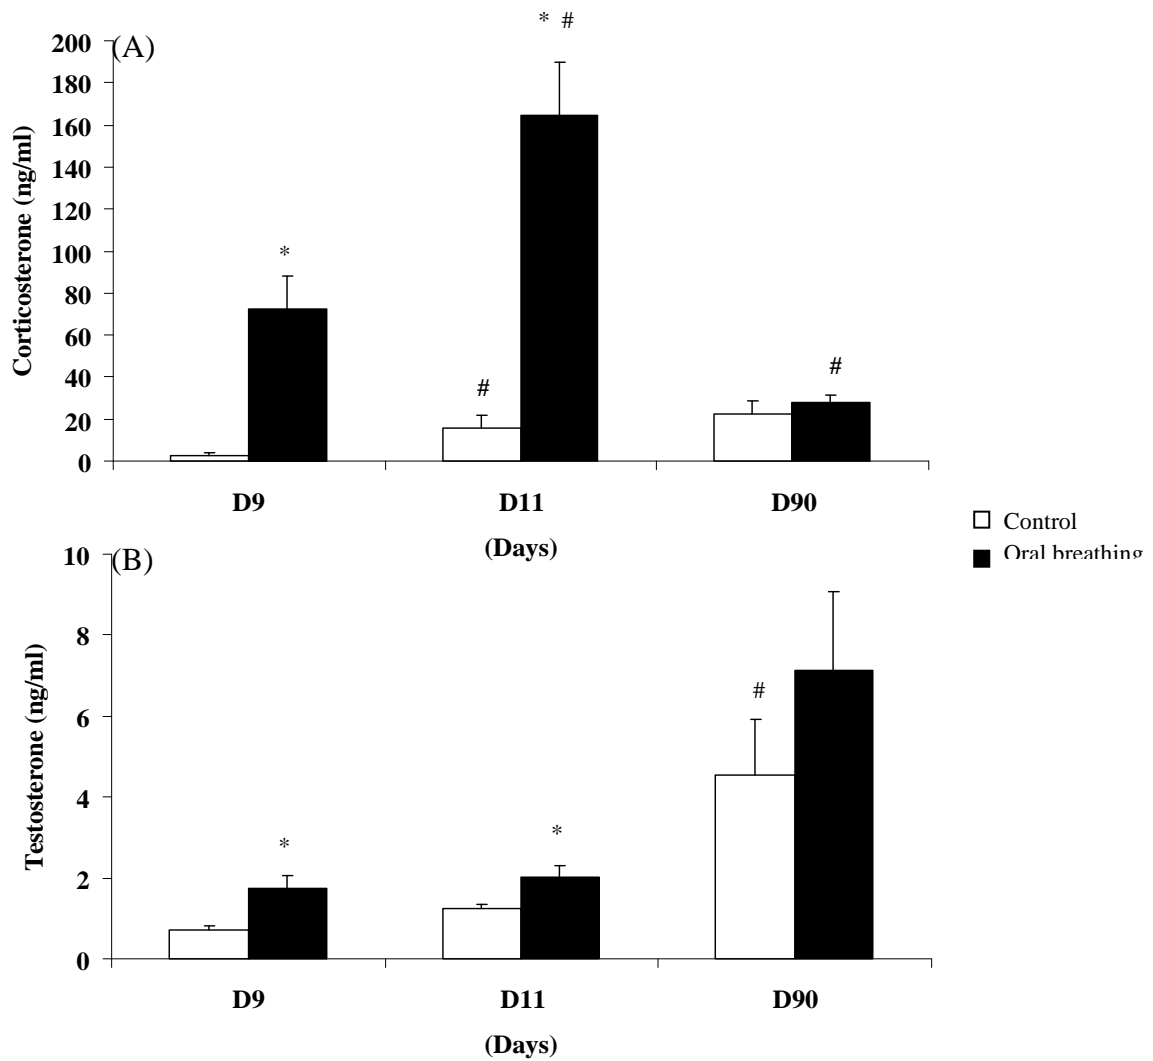 * #
200 (A)
180
160
140
120
100
80
60
40
20
0
Corticosterone (ng/ml)
*
#
#
D9 D11 D90
(Days)
Control
Oral breathing
10 (B)
8
6
4
2
0
Testosterone (ng/ml)
#
* *
D9 D11 D90
(Days)